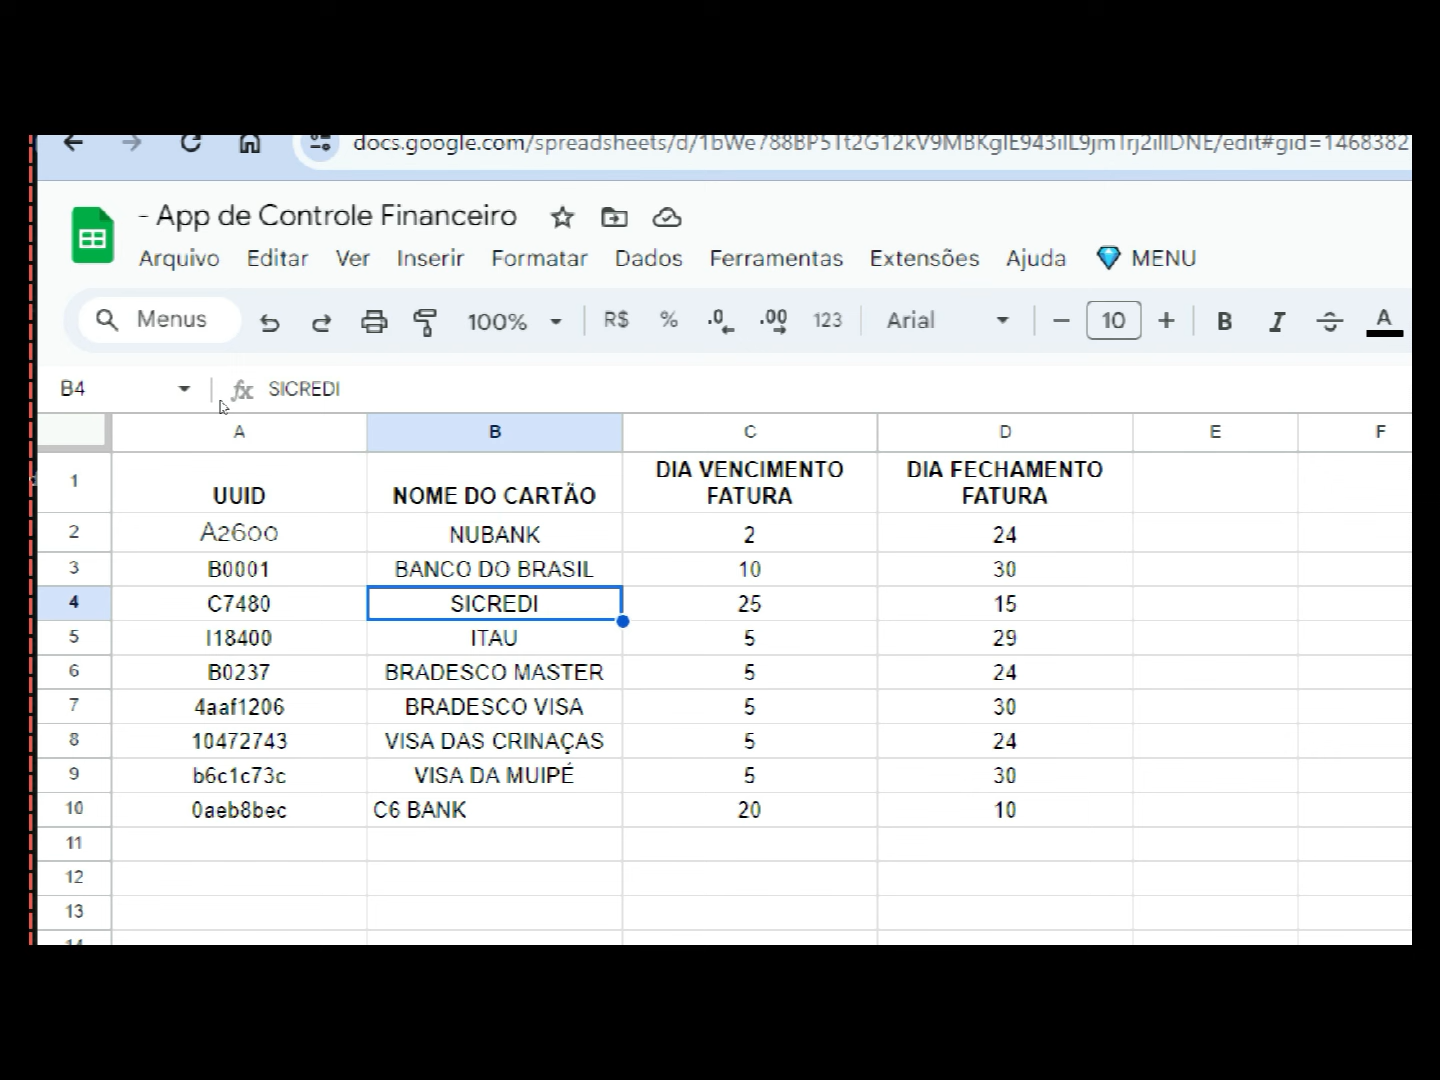 docs.google.com/spreadsheets/d/
- App de Controle Financeiro
Arquivo Editar Ver Inserir Formatar Dados Ferramentas Extensões Ajuda MENU
Menus 100% R$ % .0 .00 123 Arial 10 B I A
B4 fx SICREDI
A B C D E F
1 UUID NOME DO CARTÃO DIA VENCIMENTO FATURA DIA FECHAMENTO FATURA
2 A2600 NUBANK 2 24
3 B0001 BANCO DO BRASIL 10 30
4 C7480 SICREDI 25 15
5 I18400 ITAU 5 29
6 B0237 BRADESCO MASTER 5 24
7 4aaf1206 BRADESCO VISA 5 30
8 10472743 VISA DAS CRINAÇAS 5 24
9 b6c1c73c VISA DA MUIPÉ 5 30
10 0aeb8bec C6 BANK 20 10
11
12
13